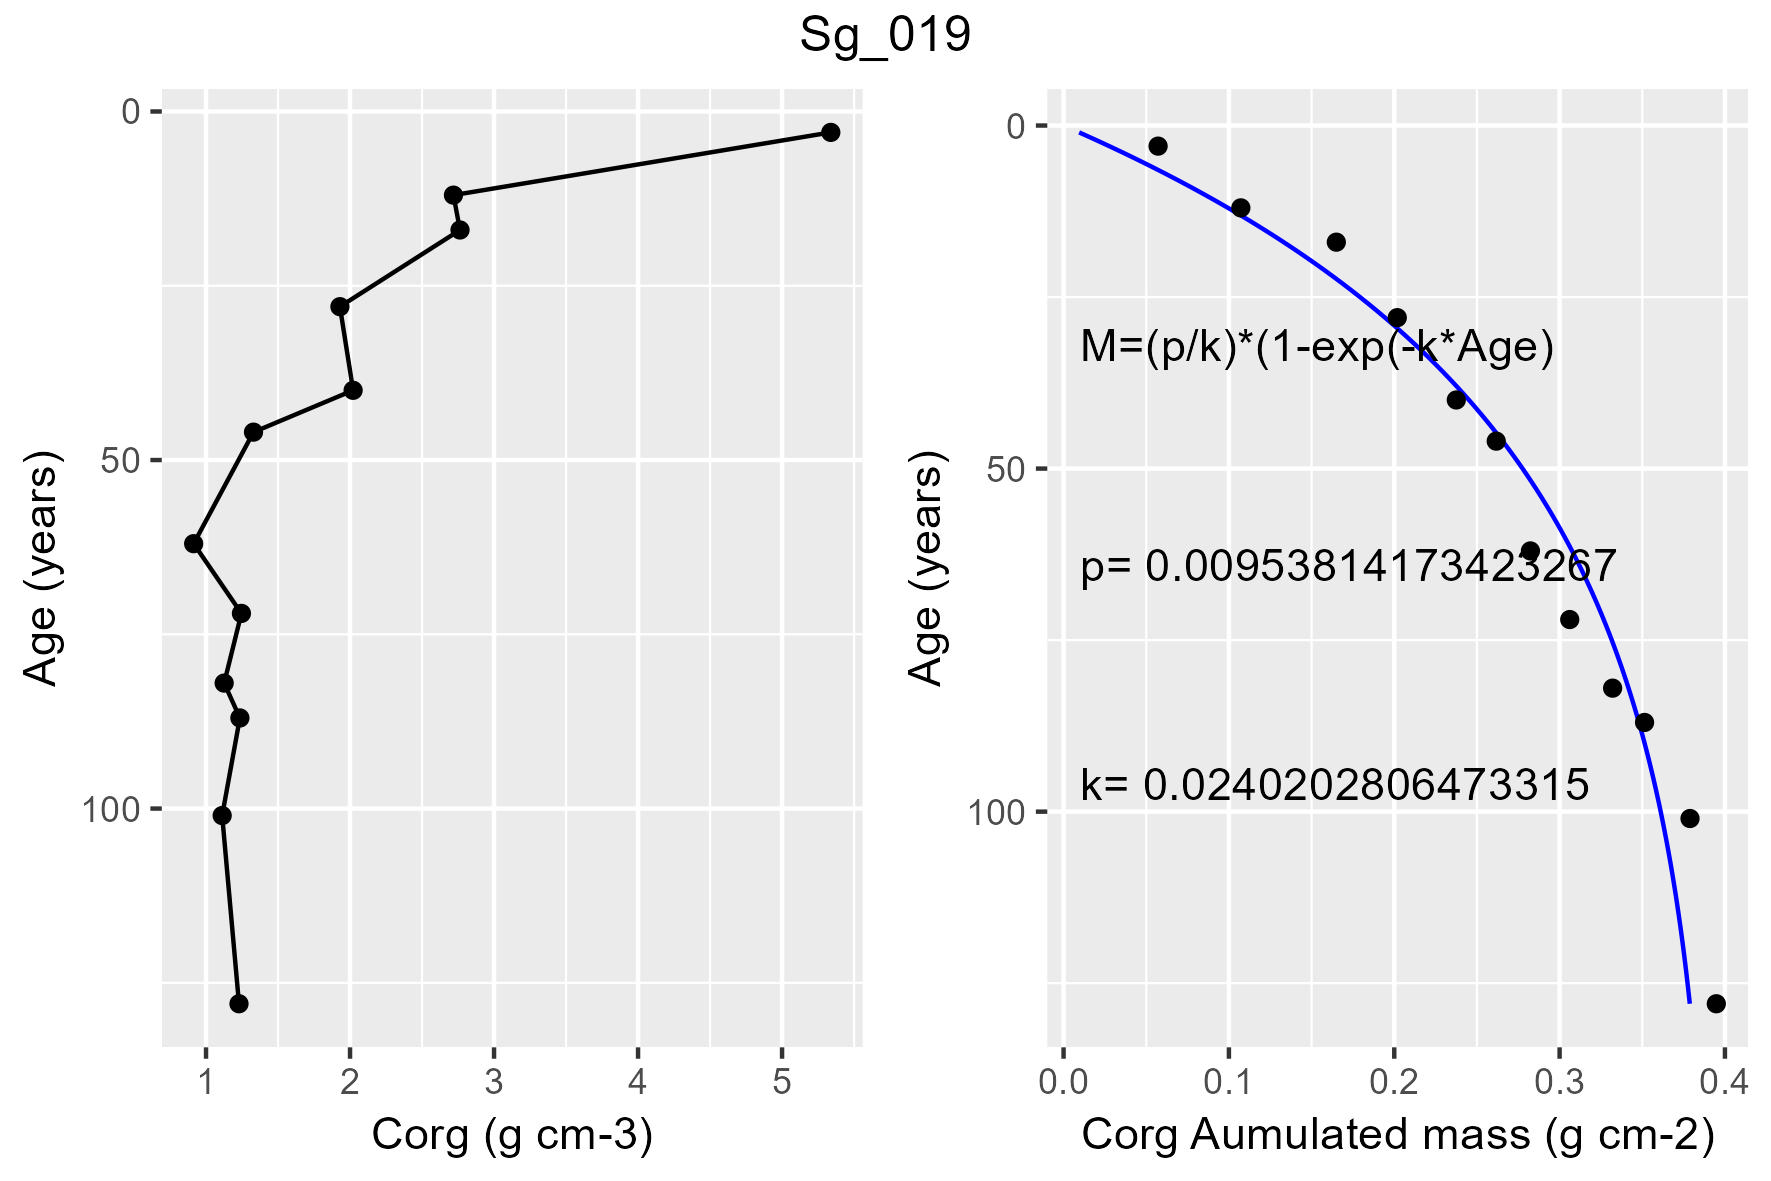 Sg_019
0
50
100
Age (years)
1 2 3 4 5
Corg (g cm-3)
0
50
100
Age (years)
M=(p/k)*(1-exp(-k*Age)
p= 0.00953814173423267
k= 0.0240202806473315
0.0 0.1 0.2 0.3 0.4
Corg Aumulated mass (g cm-2)